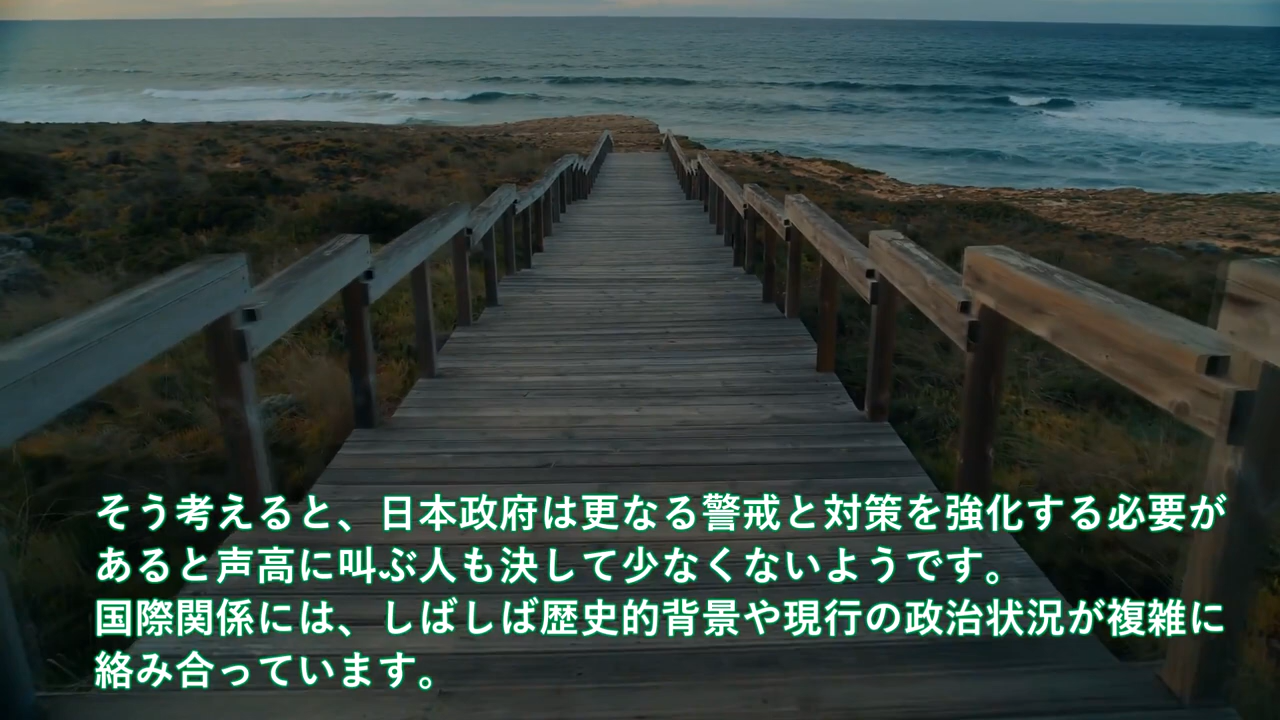 そう考えると、日本政府は更なる警戒と対策を強化する必要が
あると声高に叫ぶ人も決して少なくないようです。
国際関係には、しばしば歴史的背景や現行の政治状況が複雑に
絡み合っています。